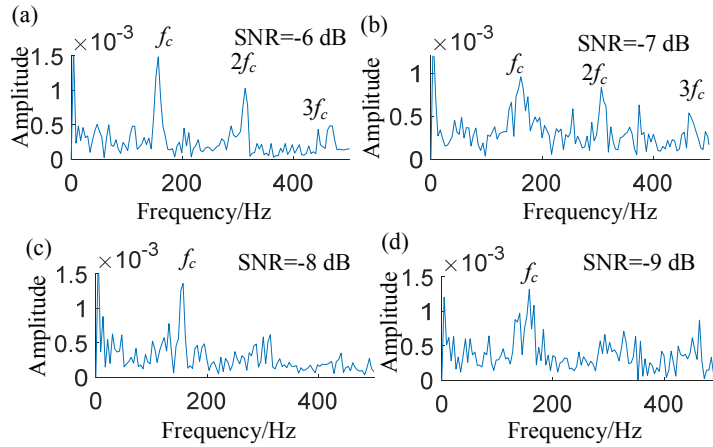 (a)
×10⁻³
f_c
SNR=-6 dB
2f_c
3f_c
1.5
1
0.5
0
Amplitude
0
200
400
Frequency/Hz
(b)
×10⁻³
f_c
SNR=-7 dB
2f_c
3f_c
1
0.5
0
Amplitude
0
200
400
Frequency/Hz
(c)
×10⁻³
f_c
SNR=-8 dB
1.5
1
0.5
0
Amplitude
0
200
400
Frequency/Hz
(d)
×10⁻³
f_c
SNR=-9 dB
1.5
1
0.5
0
Amplitude
0
200
400
Frequency/Hz